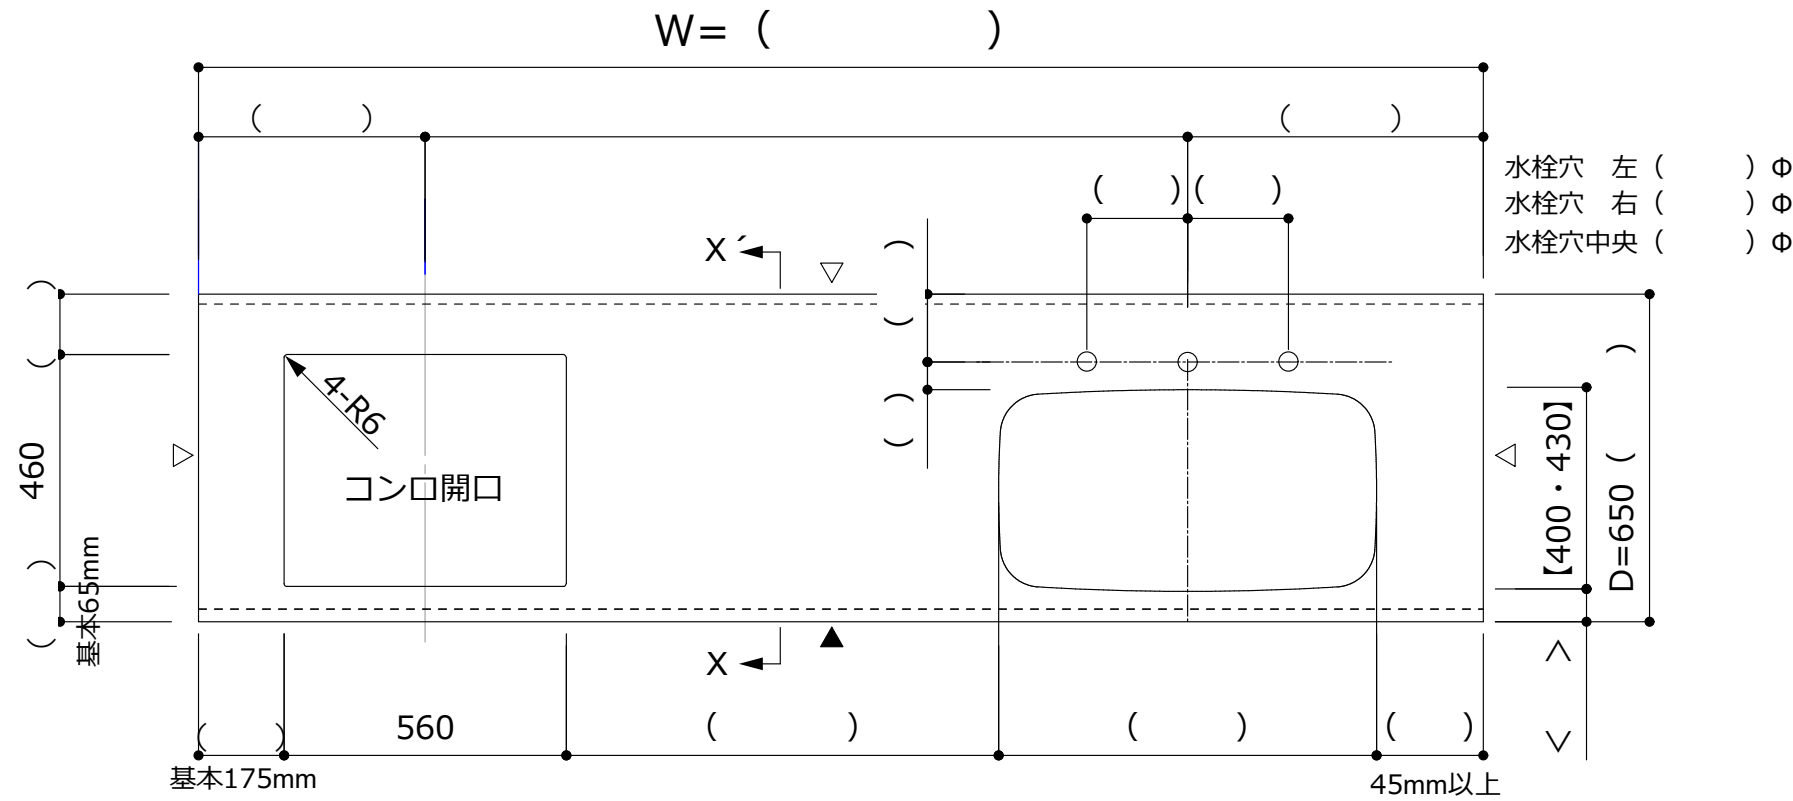 W=（　　　）
（　　　）
（　　　）
水栓穴　左（　　　）Φ
水栓穴　右（　　　）Φ
水栓穴中央（　　　）Φ
（　　）（　　）
X´
（　　）
（　　）
（　　）
4-R6
コンロ開口
460
（　　）
基本65mm
【400・430】
D=650（　　　）
X
＜　　＞
（　　）
560
（　　　）
（　　　）
（　　）
基本175mm
45mm以上